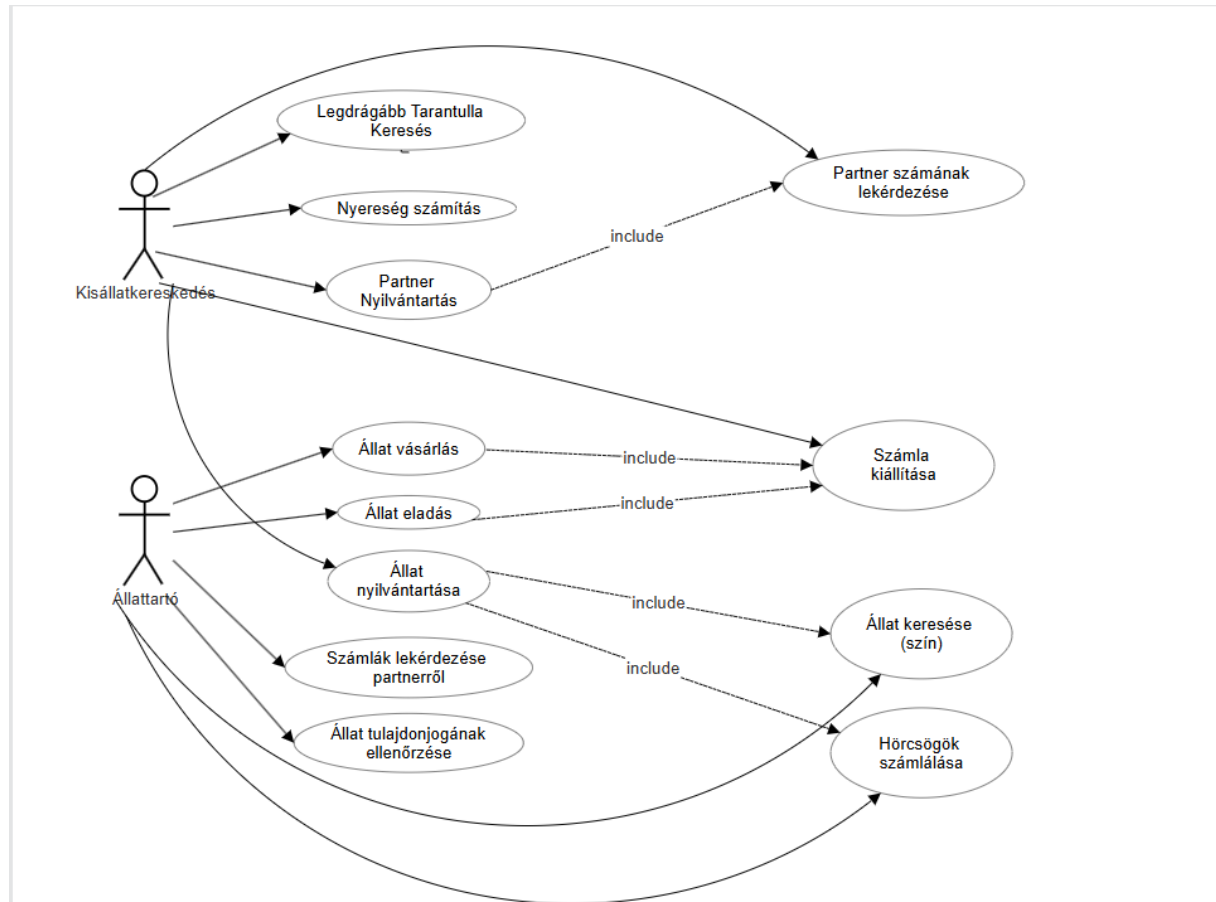 Legdrágább Tarantulla
Keresés
Partner számának
lekérdezése
Nyereség számítás
include
Partner
Nyilvántartás
Kisállatkereskedés
Állat vásárlás
include
Számla
kiállítása
include
Állat eladás
Állat
nyilvántartása
Állattartó
include
Állat keresése
(szín)
Számlák lekérdezése
partnerről
include
Állat tulajdonjogának
ellenőrzése
Hörcsögök
számlálása